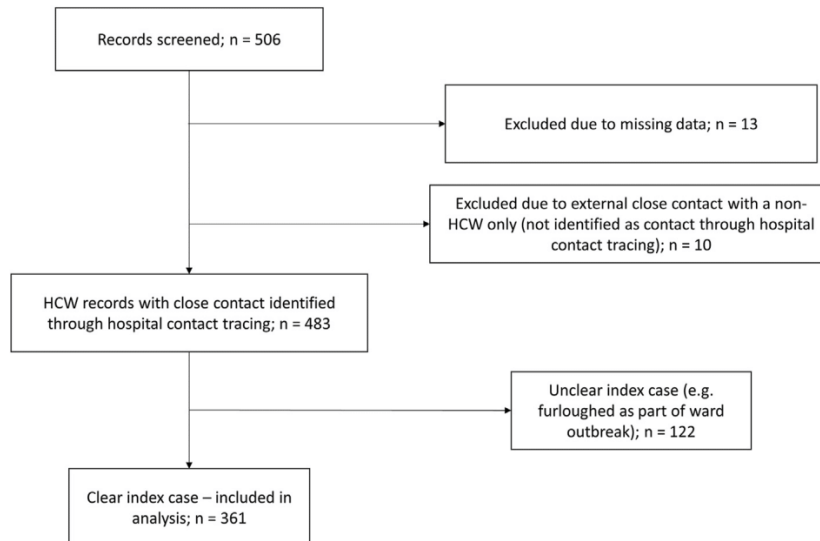 Records screened; n = 506
Excluded due to missing data; n = 13
Excluded due to external close contact with a non-
HCW only (not identified as contact through hospital
contact tracing); n = 10
HCW records with close contact identified
through hospital contact tracing; n = 483
Unclear index case (e.g.
furloughed as part of ward
outbreak); n = 122
Clear index case – included in
analysis; n = 361